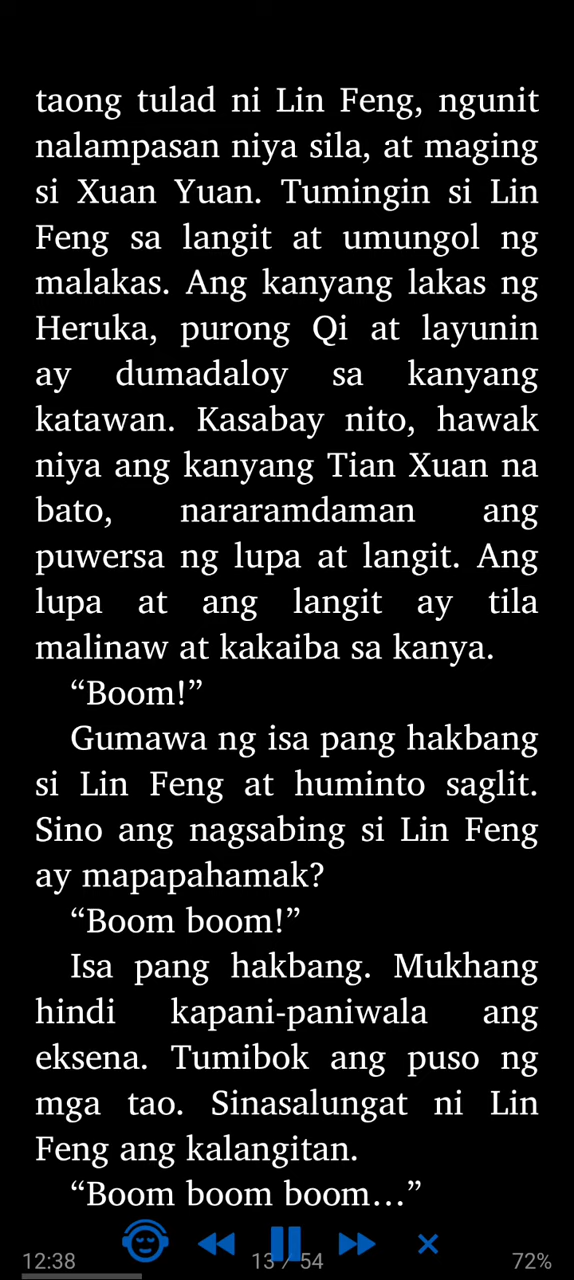 taong tulad ni Lin Feng, ngunit
nalampasan niya sila, at maging
si Xuan Yuan. Tumingin si Lin
Feng sa langit at umungol ng
malakas. Ang kanyang lakas ng
Heruka, purong Qi at layunin
ay dumadaloy sa kanyang
katawan. Kasabay nito, hawak
niya ang kanyang Tian Xuan na
bato, nararamdaman ang
puwersa ng lupa at langit. Ang
lupa at ang langit ay tila
malinaw at kakaiba sa kanya.
“Boom!”
Gumawa ng isa pang hakbang
si Lin Feng at huminto saglit.
Sino ang nagsabing si Lin Feng
ay mapapahamak?
“Boom boom!”
Isa pang hakbang. Mukhang
hindi kapani-paniwala ang
eksena. Tumibok ang puso ng
mga tao. Sinasalungat ni Lin
Feng ang kalangitan.
“Boom boom boom…”
12:38 13 / 54 72%